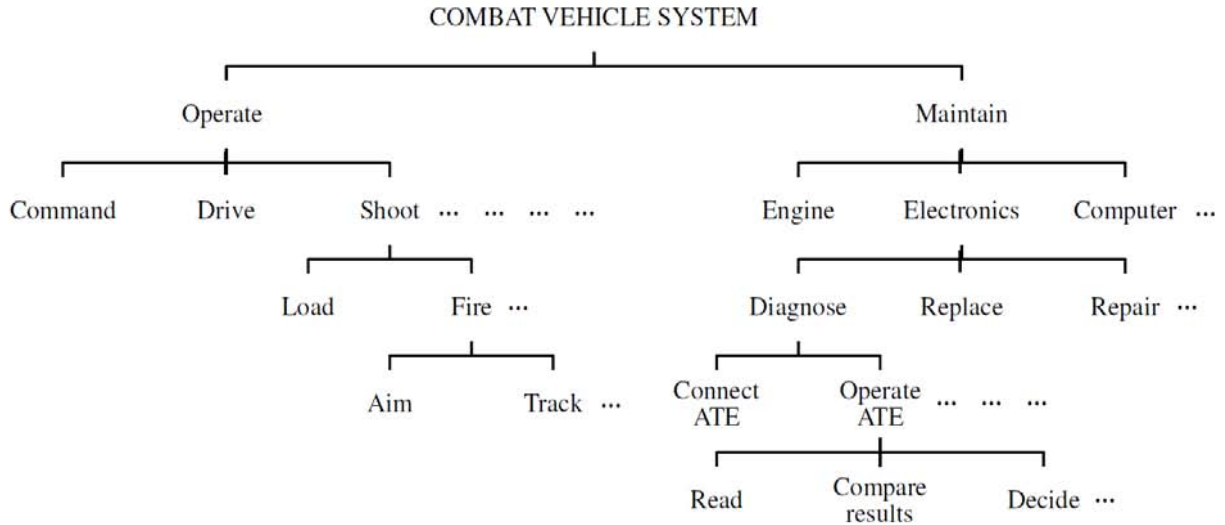 COMBAT VEHICLE SYSTEM
Operate Maintain
Command Drive Shoot ... ... ... ... Engine Electronics Computer ...
Load Fire ... Diagnose Replace Repair ...
Aim Track ... Connect ATE Operate ATE ... ... ...
Read Compare results Decide ...